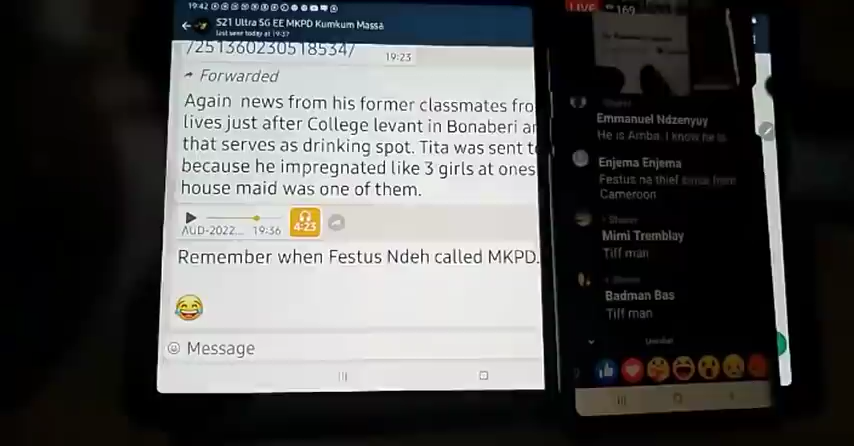 19:42
S21 Ultra 5G EE MKPD Kumkum Massa
last seen today at 19:37
/251360230518534/
19:23
Forwarded
Again news from his former classmates fro
lives just after College levant in Bonaberi ar
that serves as drinking spot. Tita was sent t
because he impregnated like 3 girls at ones
house maid was one of them.
4:23
AUD-2022... 19:36
Remember when Festus Ndeh called MKPD.
Message
LIVE 169
Emmanuel Ndzenyuy
He is Amba. I know he is
Enjema Enjema
Festus na thief since from
Cameroon
Mimi Tremblay
Tiff man
Badman Bas
Tiff man